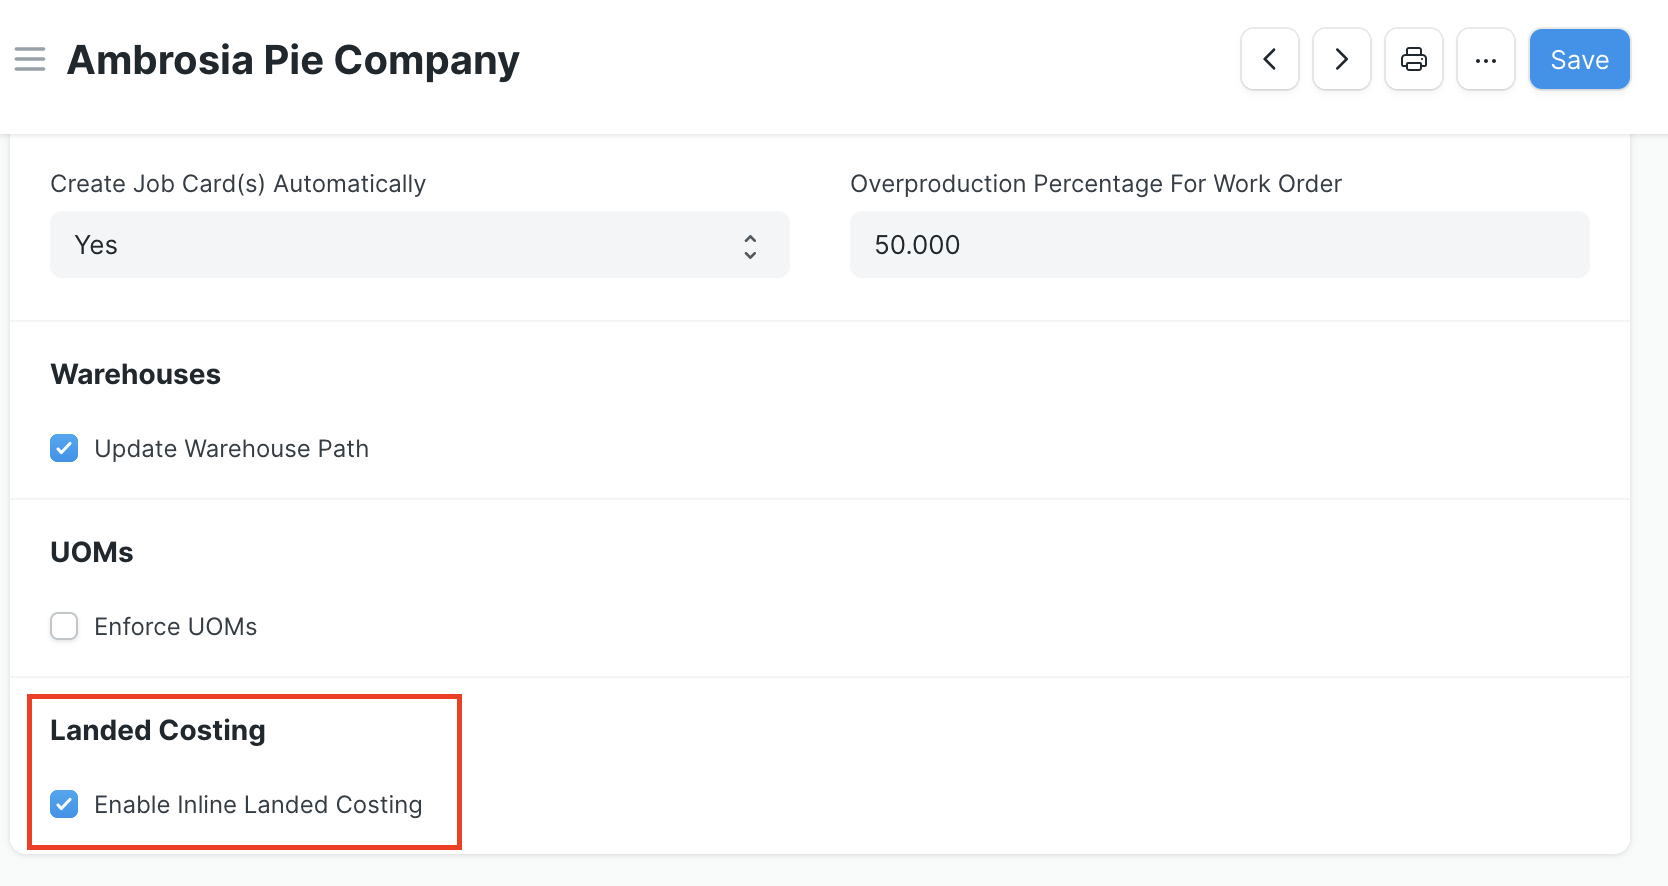 Ambrosia Pie Company
Save
Create Job Card(s) Automatically
Overproduction Percentage For Work Order
Yes
50.000
Warehouses
Update Warehouse Path
UOMs
Enforce UOMs
Landed Costing
Enable Inline Landed Costing